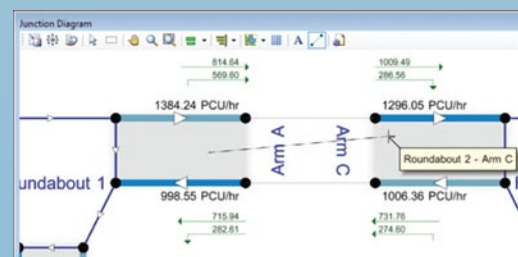 Junction Diagram
A
814.64
569.60
1009.49
286.56
1384.24 PCU/hr
1296.05 PCU/hr
Arm A
Arm C
Roundabout 2 - Arm C
undabout 1
998.55 PCU/hr
1006.36 PCU/hr
715.94
282.61
731.76
274.60